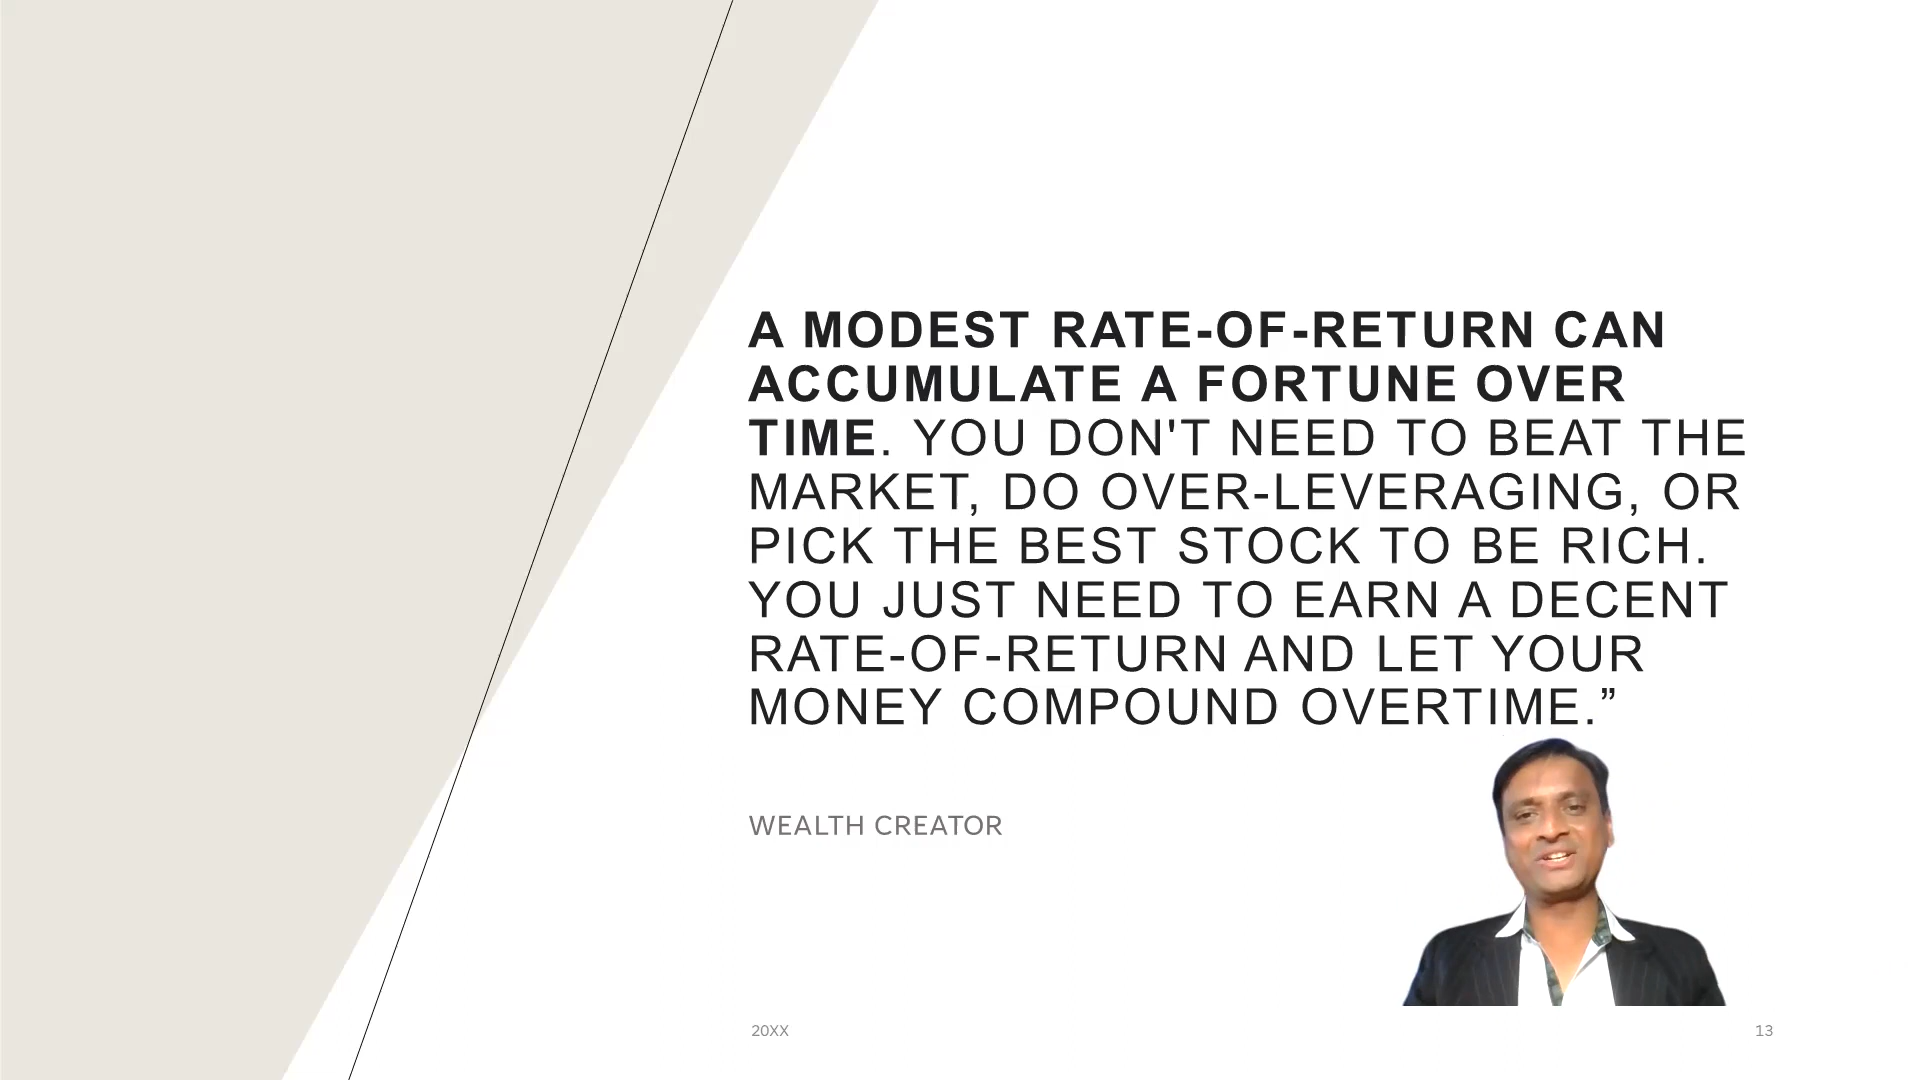 A MODEST RATE-OF-RETURN CAN
ACCUMULATE A FORTUNE OVER
TIME. YOU DON'T NEED TO BEAT THE
MARKET, DO OVER-LEVERAGING, OR
PICK THE BEST STOCK TO BE RICH.
YOU JUST NEED TO EARN A DECENT
RATE-OF-RETURN AND LET YOUR
MONEY COMPOUND OVERTIME.”
WEALTH CREATOR
20XX
13